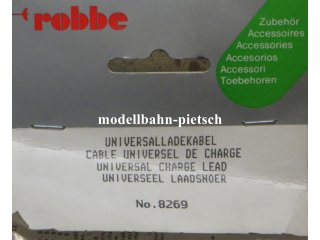 robbe
Zubehör
Accessoires
Accessories
Accesorios
Accessori
Toebehoren
modellbahn-pietsch
UNIVERSALLADEKABEL
CABLE UNIVERSEL DE CHARGE
UNIVERSAL CHARGE LEAD
UNIVERSEEL LAADSNOER
No.8269